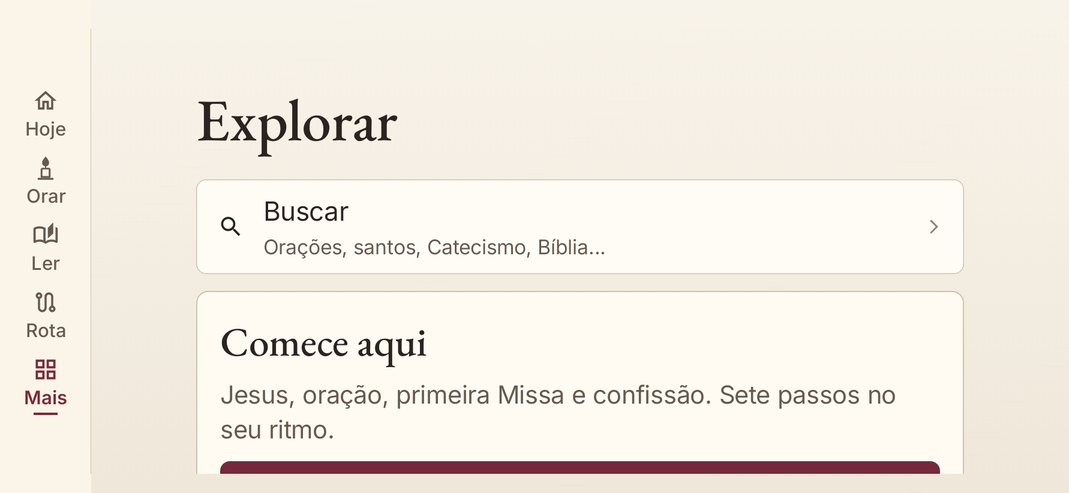 Hoje
Orar
Ler
Rota
Mais
Explorar
Buscar
Orações, santos, Catecismo, Bíblia...
Comece aqui
Jesus, oração, primeira Missa e confissão. Sete passos no
seu ritmo.